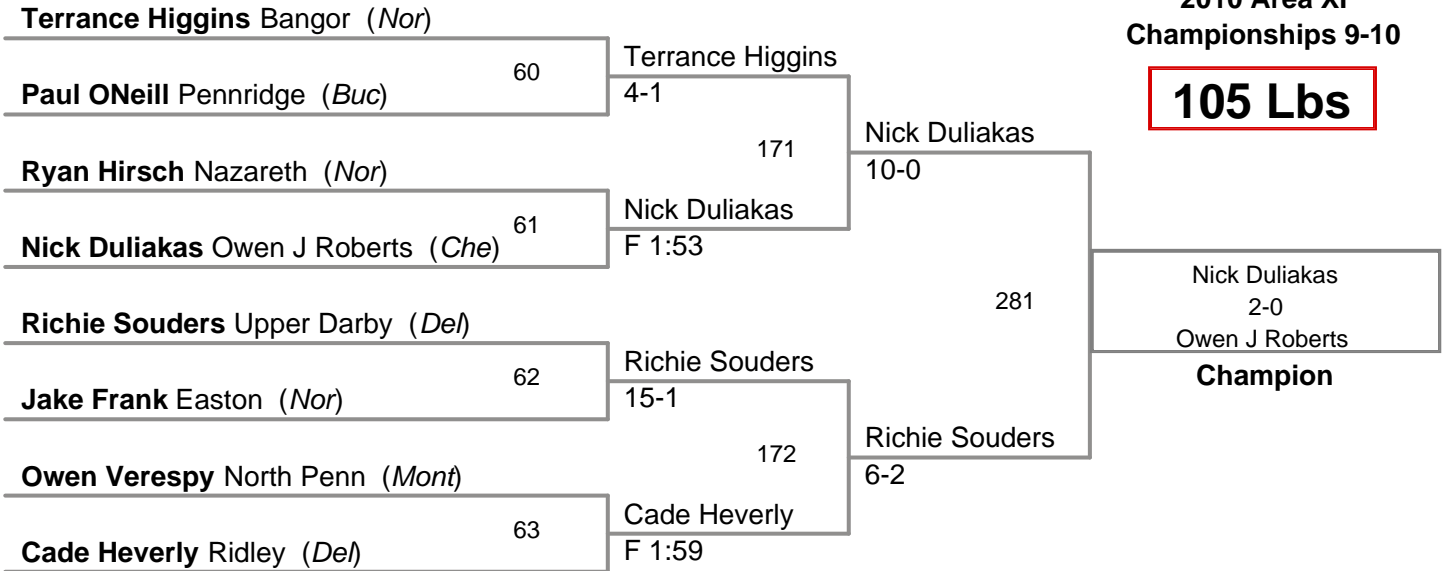 2010 Area XI
Championships 9-10
105 Lbs
Terrance Higgins Bangor (Nor)
60
Paul ONeill Pennridge (Buc)
Terrance Higgins
4-1
171
Ryan Hirsch Nazareth (Nor)
61
Nick Duliakas Owen J Roberts (Che)
Nick Duliakas
F 1:53
Nick Duliakas
10-0
281
Richie Souders Upper Darby (Del)
62
Jake Frank Easton (Nor)
Richie Souders
15-1
172
Owen Verespy North Penn (Mont)
63
Cade Heverly Ridley (Del)
Cade Heverly
F 1:59
Richie Souders
6-2
Nick Duliakas
2-0
Owen J Roberts
Champion